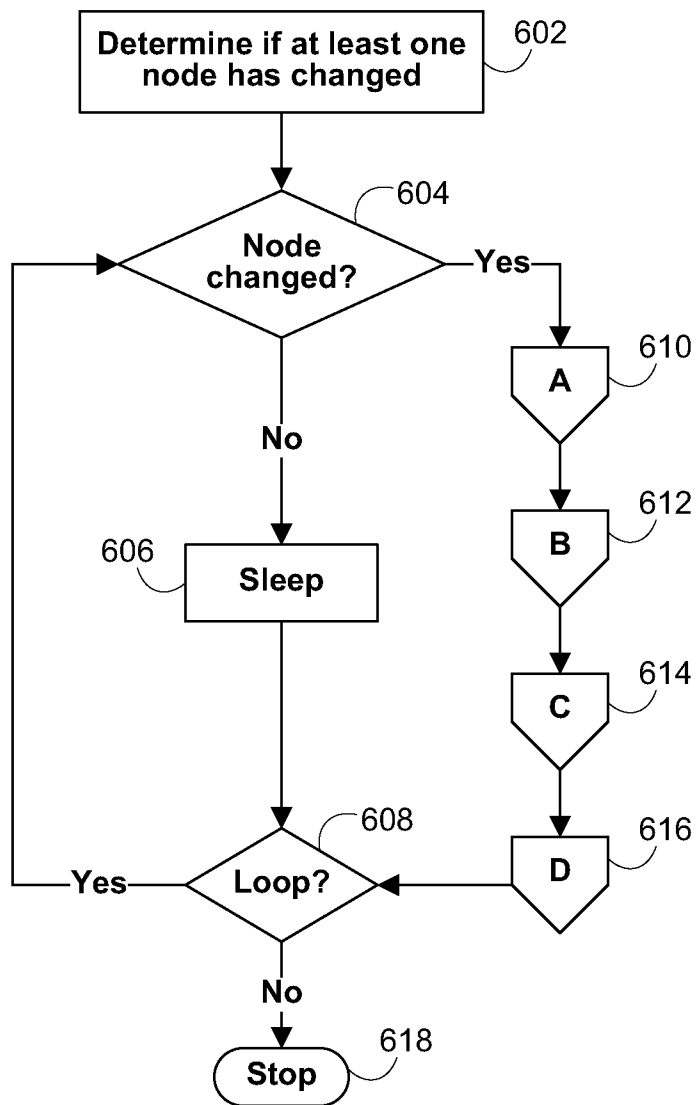 Determine if at least one
node has changed
602
604
Node
changed?
Yes
610
A
No
612
B
606
Sleep
614
C
608
616
Yes
Loop?
D
No
618
Stop